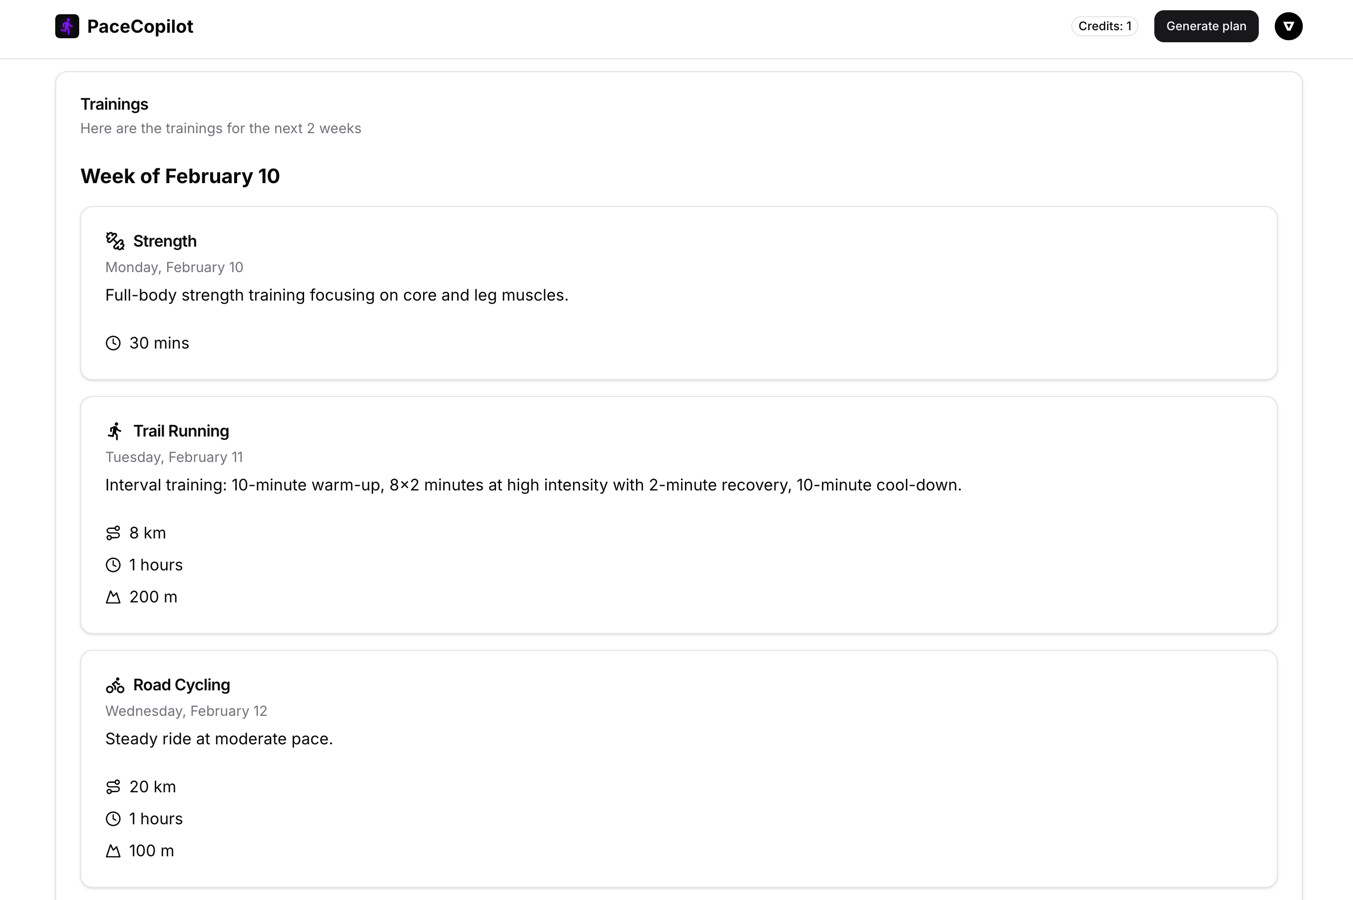 PaceCopilot
Credits: 1
Generate plan
Trainings
Here are the trainings for the next 2 weeks
Week of February 10
Strength
Monday, February 10
Full-body strength training focusing on core and leg muscles.
30 mins
Trail Running
Tuesday, February 11
Interval training: 10-minute warm-up, 8×2 minutes at high intensity with 2-minute recovery, 10-minute cool-down.
8 km
1 hours
200 m
Road Cycling
Wednesday, February 12
Steady ride at moderate pace.
20 km
1 hours
100 m